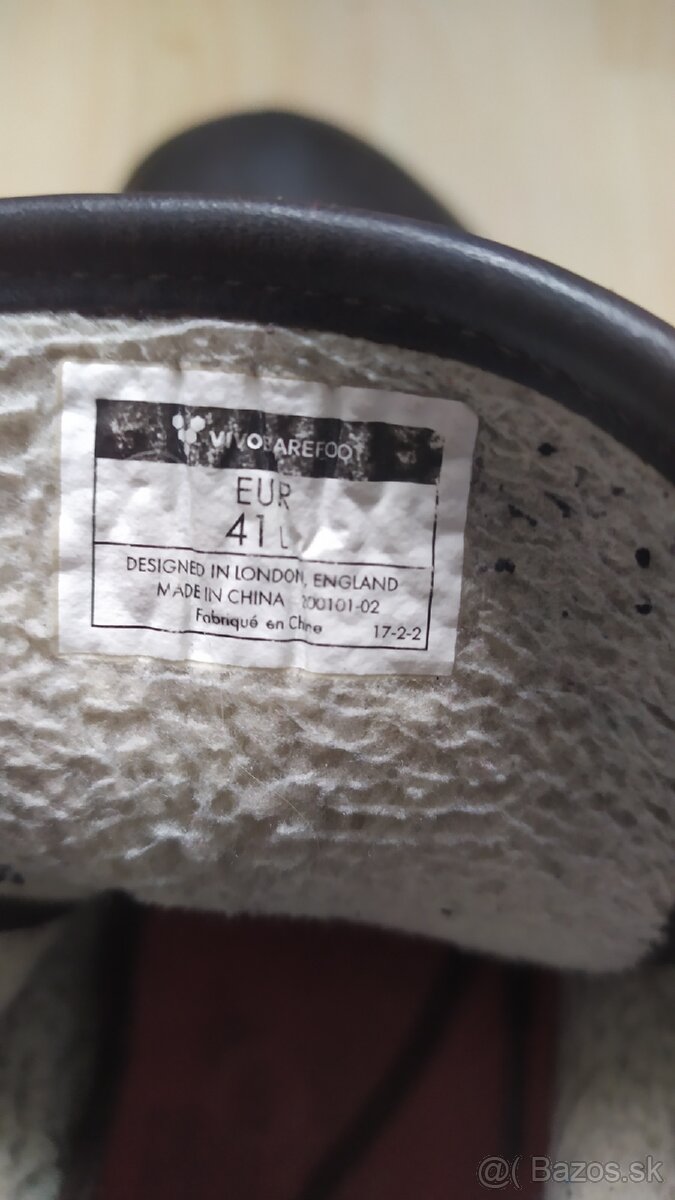 VIVOBAREFOOT
EUR
41 L
DESIGNED IN LONDON, ENGLAND
MADE IN CHINA 200101-02
Fabriqué en Chine 17-2-2
@( Bazos.sk